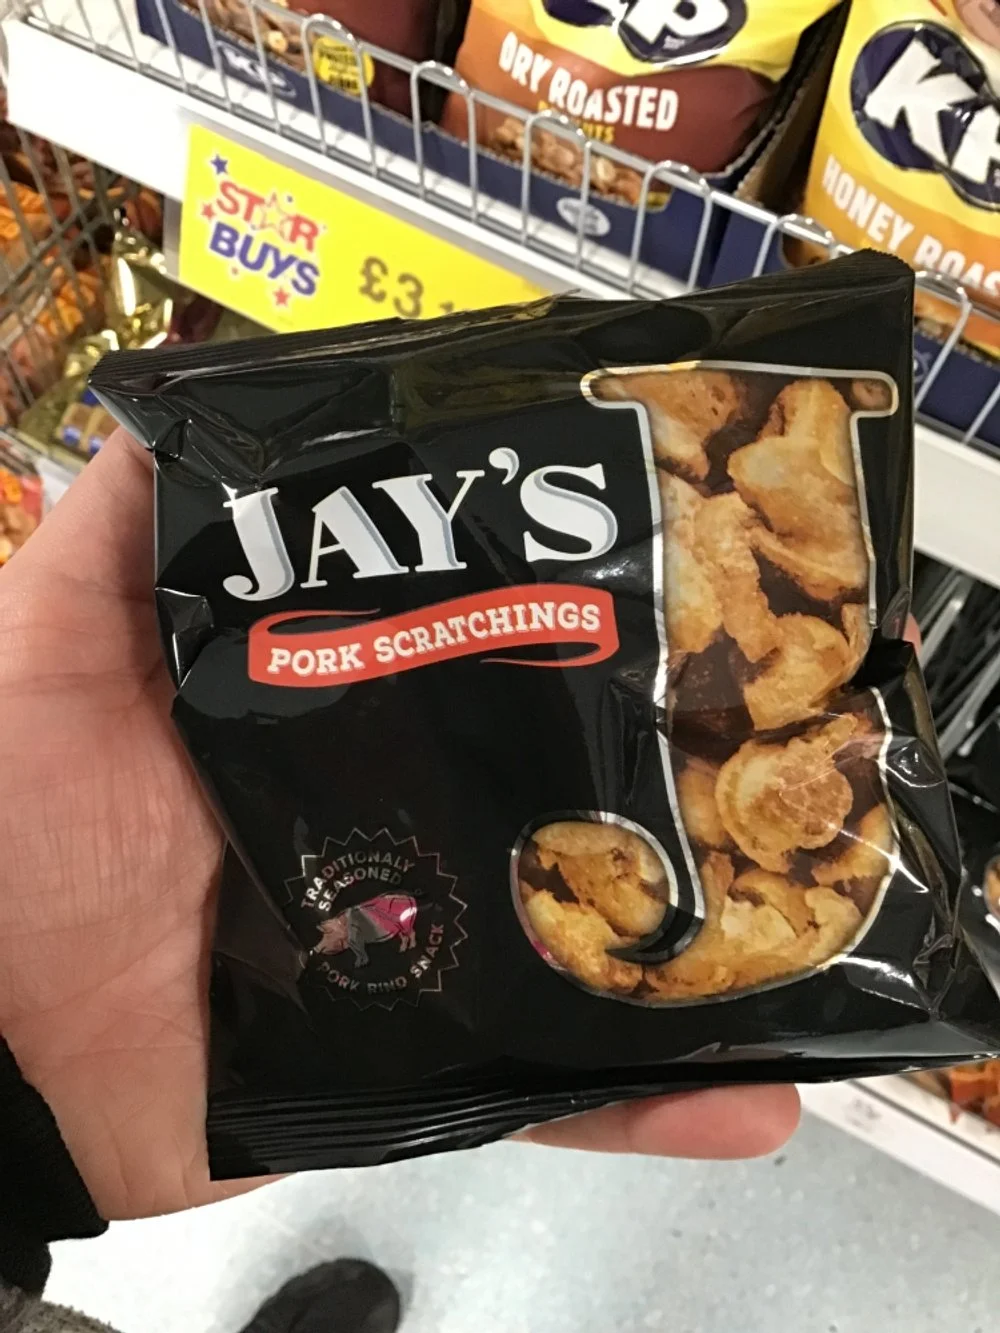 DRY ROASTED
HONEY ROAS
STAR
BUYS
£3
JAY'S
PORK SCRATCHINGS
TRADITIONALY
SEASONED
PORK RIND SNACK